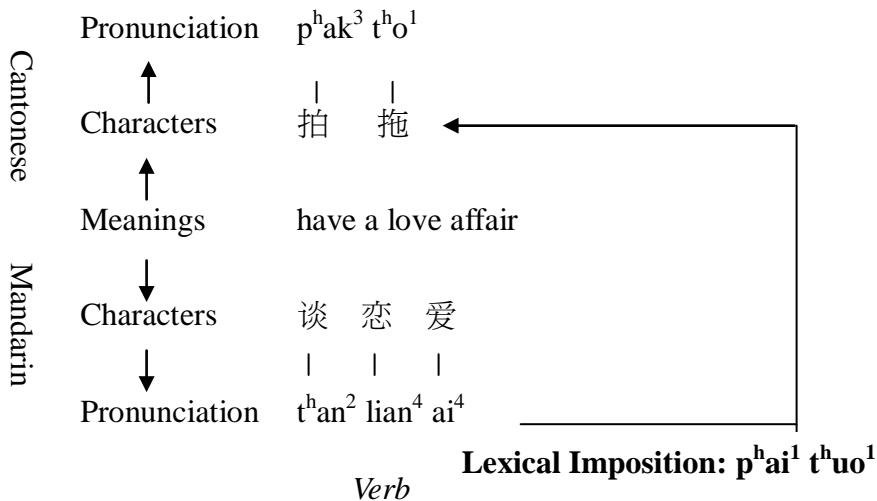 Cantonese
Mandarin
Pronunciation pʰak³ tʰo¹
Characters 拍 拖
Meanings have a love affair
Characters 谈 恋 爱
Pronunciation tʰan² lian⁴ ai⁴
Lexical Imposition: pʰai¹ tʰuo¹
Verb